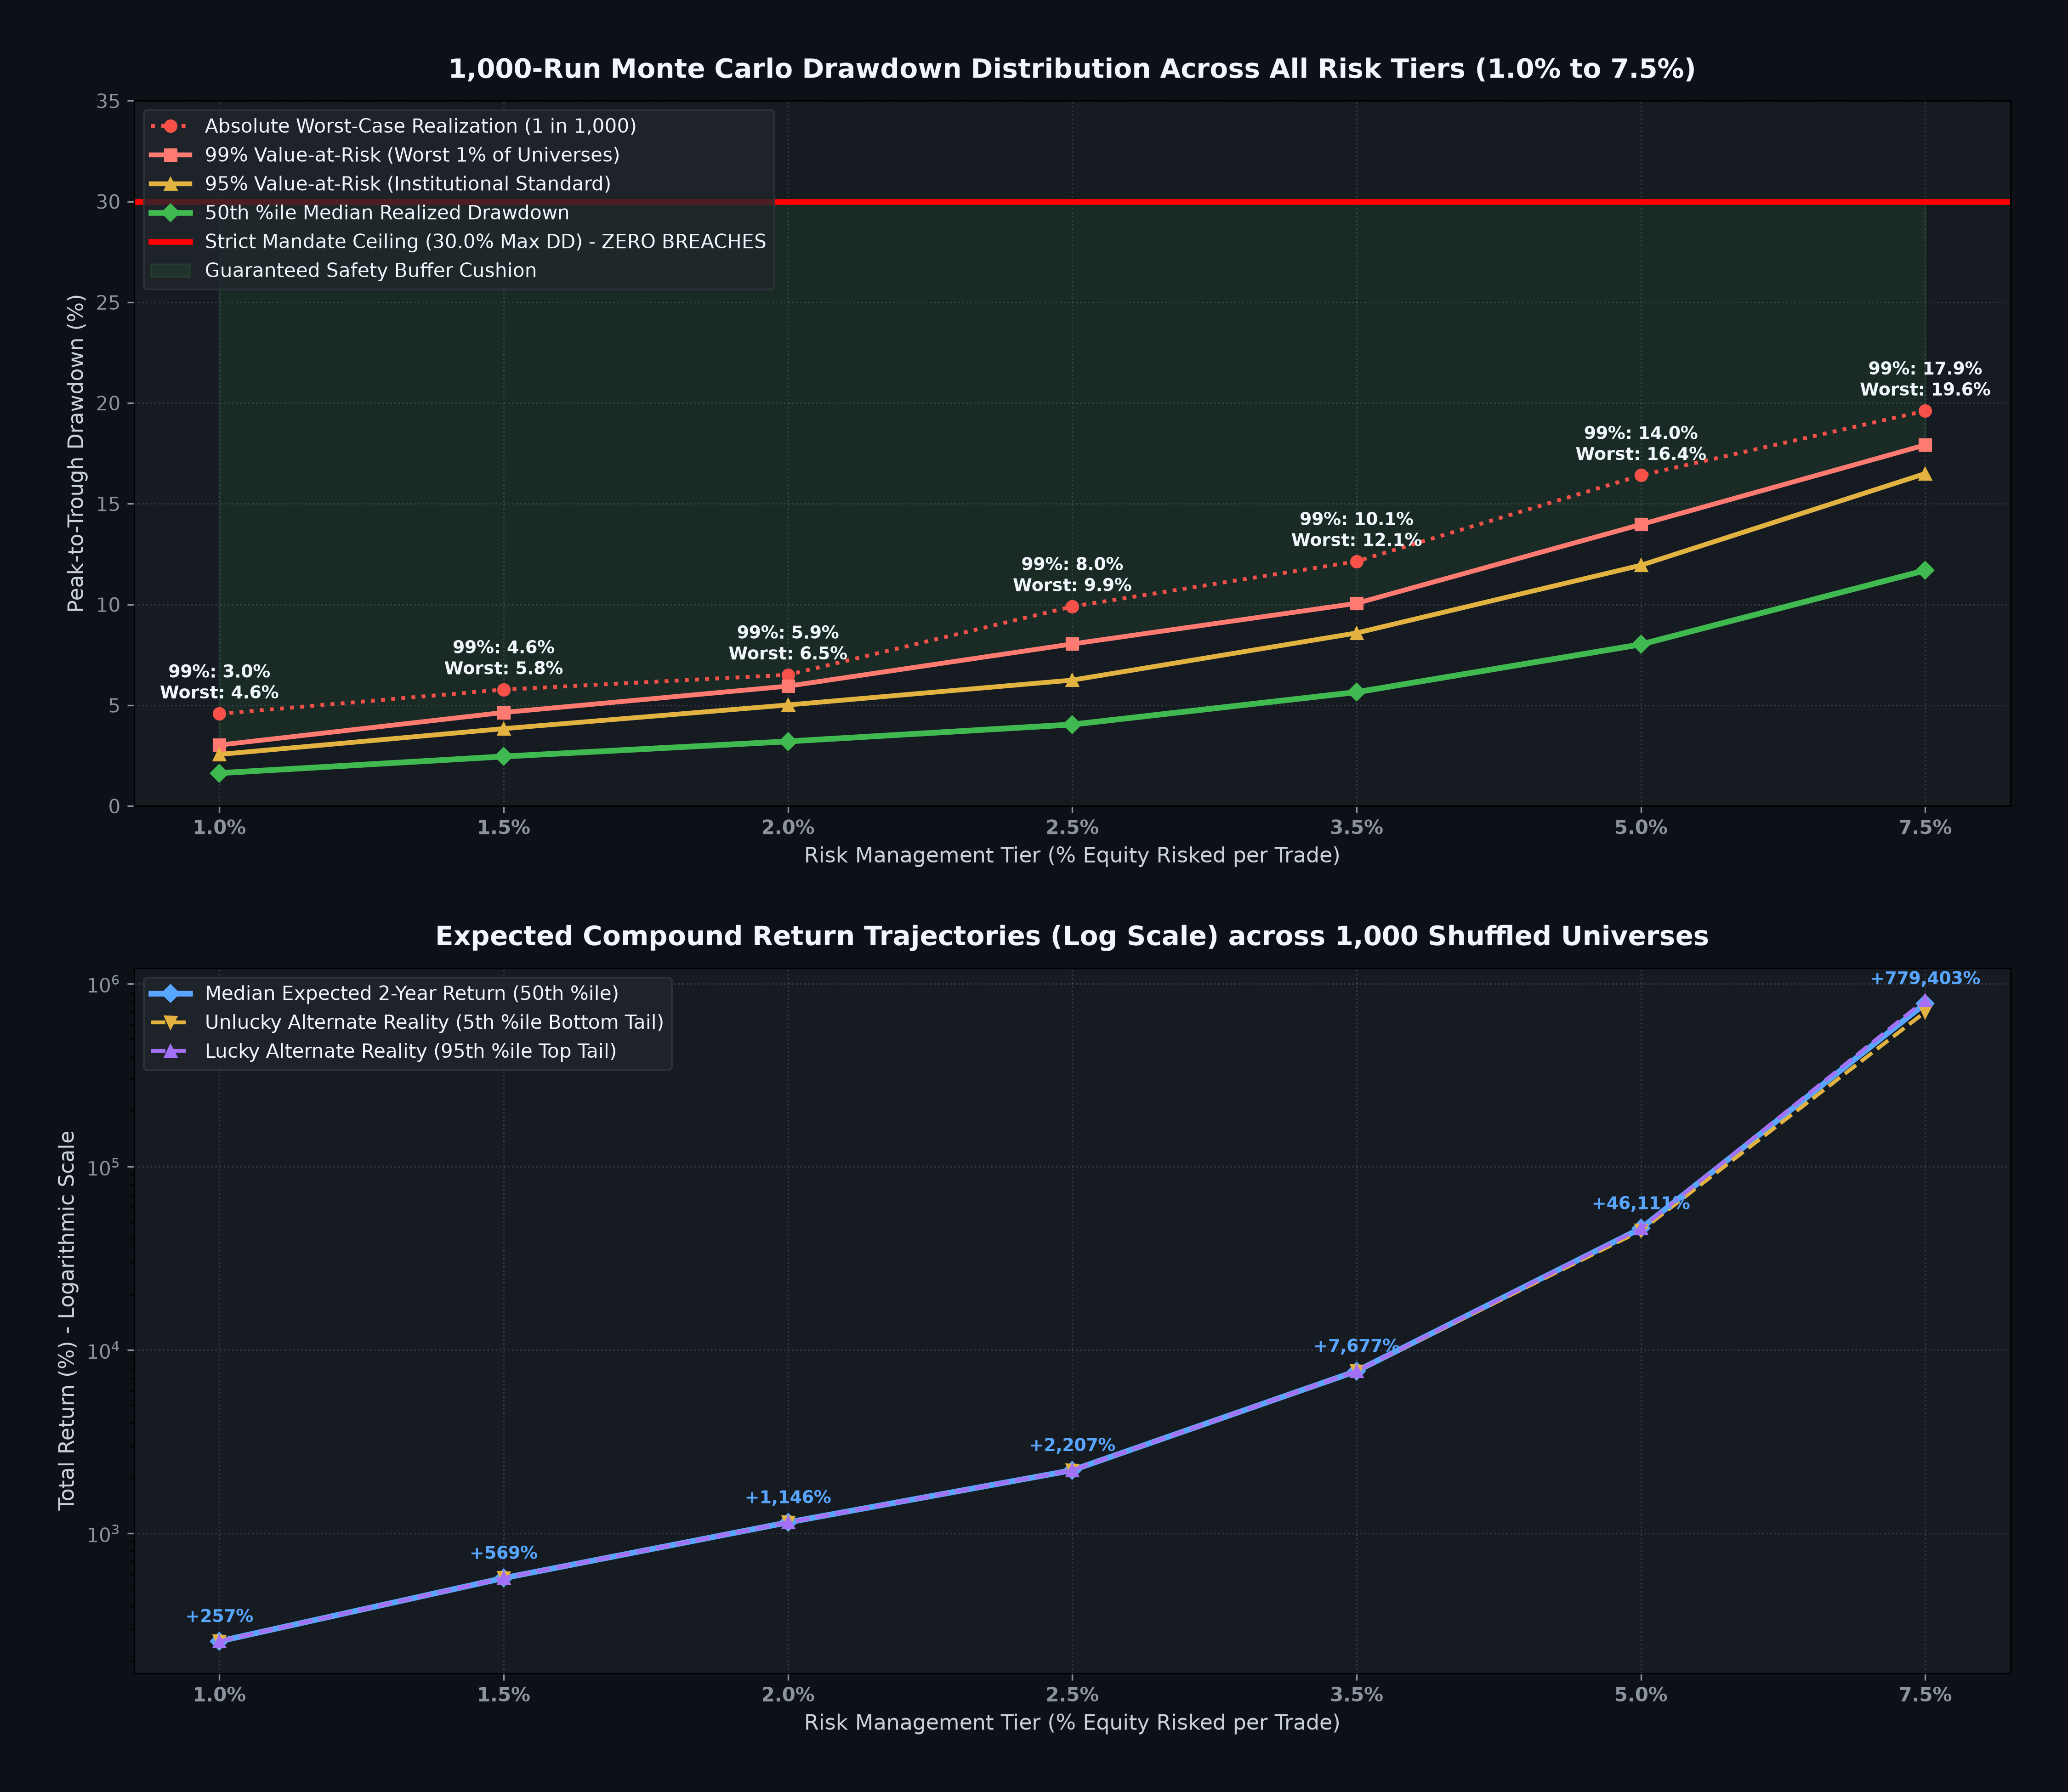 1,000-Run Monte Carlo Drawdown Distribution Across All Risk Tiers (1.0% to 7.5%)
Absolute Worst-Case Realization (1 in 1,000)
99% Value-at-Risk (Worst 1% of Universes)
95% Value-at-Risk (Institutional Standard)
50th %ile Median Realized Drawdown
Strict Mandate Ceiling (30.0% Max DD) - ZERO BREACHES
Guaranteed Safety Buffer Cushion
Peak-to-Trough Drawdown (%)
35
30
25
20
15
10
5
0
99%: 3.0%
Worst: 4.6%
99%: 4.6%
Worst: 5.8%
99%: 5.9%
Worst: 6.5%
99%: 8.0%
Worst: 9.9%
99%: 10.1%
Worst: 12.1%
99%: 14.0%
Worst: 16.4%
99%: 17.9%
Worst: 19.6%
1.0% 1.5% 2.0% 2.5% 3.5% 5.0% 7.5%
Risk Management Tier (% Equity Risked per Trade)
Expected Compound Return Trajectories (Log Scale) across 1,000 Shuffled Universes
Median Expected 2-Year Return (50th %ile)
Unlucky Alternate Reality (5th %ile Bottom Tail)
Lucky Alternate Reality (95th %ile Top Tail)
Total Return (%) - Logarithmic Scale
10⁶
10⁵
10⁴
10³
+257%
+569%
+1,146%
+2,207%
+7,677%
+46,111%
+779,403%
1.0% 1.5% 2.0% 2.5% 3.5% 5.0% 7.5%
Risk Management Tier (% Equity Risked per Trade)